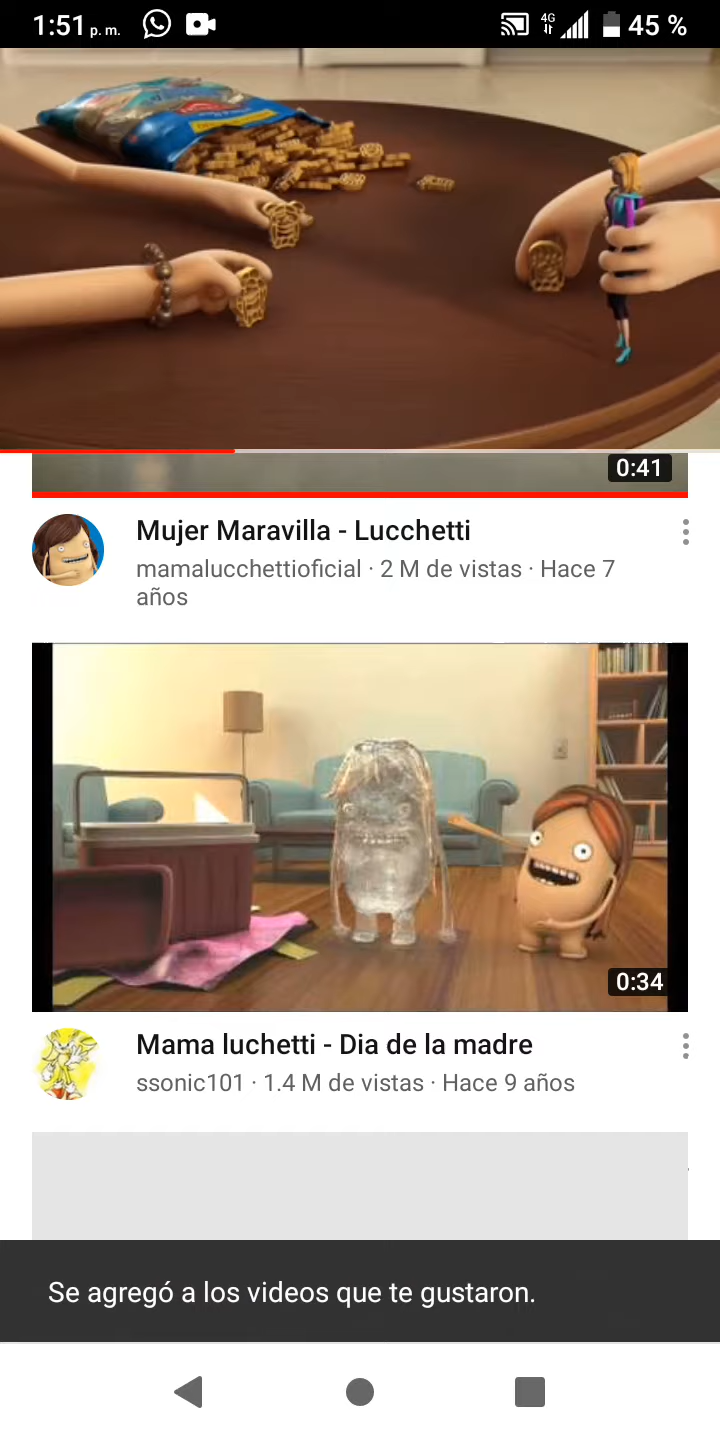 1:51 p. m. 4G 45 %
0:41
Mujer Maravilla - Lucchetti
mamalucchettioficial · 2 M de vistas · Hace 7
años
0:34
Mama luchetti - Dia de la madre
ssonic101 · 1.4 M de vistas · Hace 9 años
Se agregó a los videos que te gustaron.